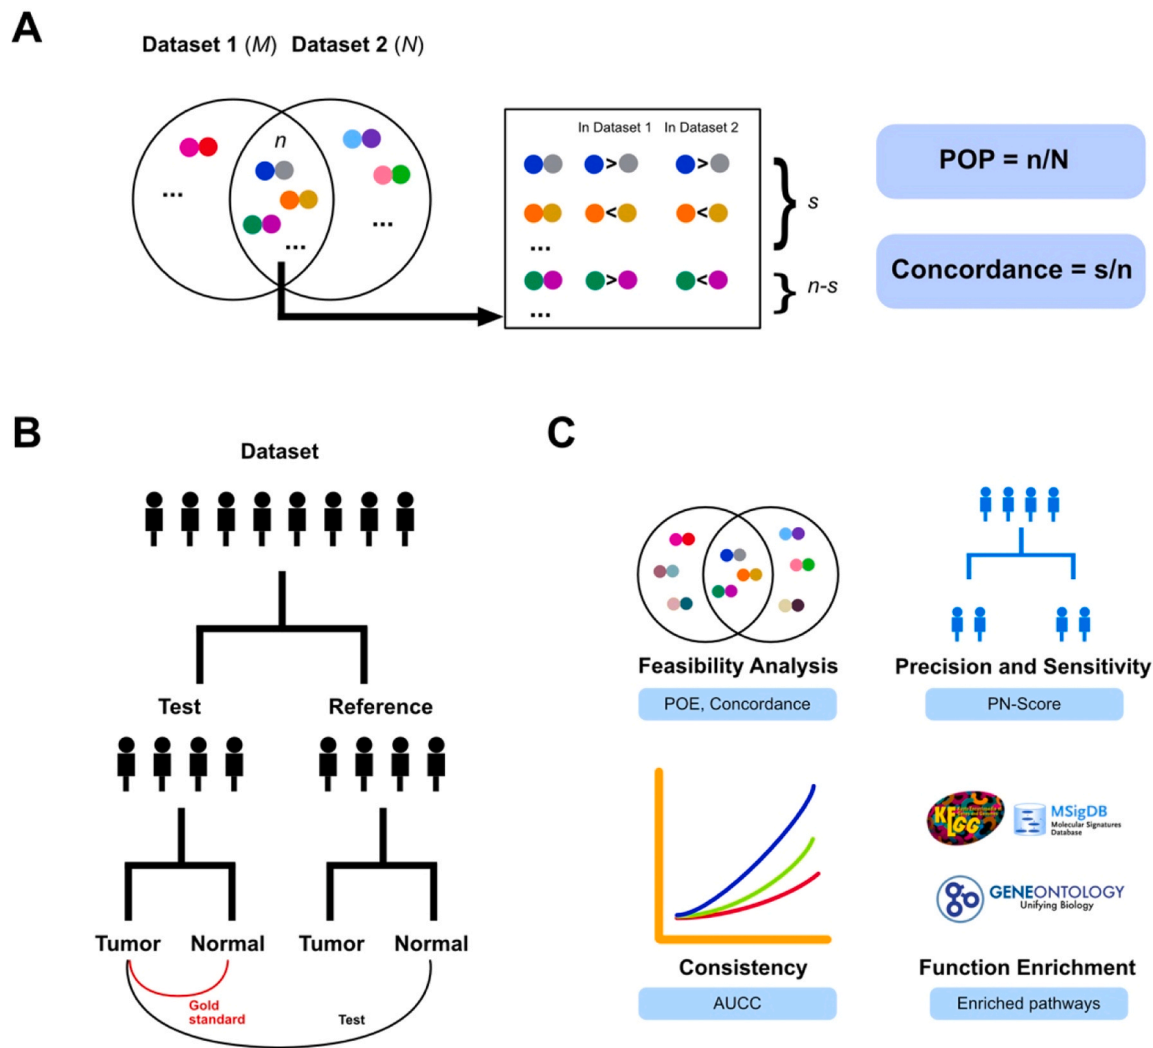 A
Dataset 1 (M) Dataset 2 (N)
n
...
...
...
In Dataset 1 In Dataset 2
> >
< <
...
> <
...
s
n-s
POP = n/N
Concordance = s/n
B
Dataset
Test Reference
Tumor Normal Tumor Normal
Gold
standard
Test
C
Feasibility Analysis
POE, Concordance
Precision and Sensitivity
PN-Score
Consistency
AUCC
KEGG
MSigDB
Molecular Signatures
Database
GENEONTOLOGY
Unifying Biology
Function Enrichment
Enriched pathways